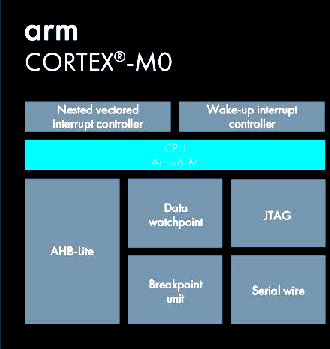 arm
CORTEX®-M0
Nested vectored
interrupt controller
Wake-up interrupt
controller
CPU
Armv6-M
AHB-Lite
Data
watchpoint
JTAG
Breakpoint
unit
Serial wire